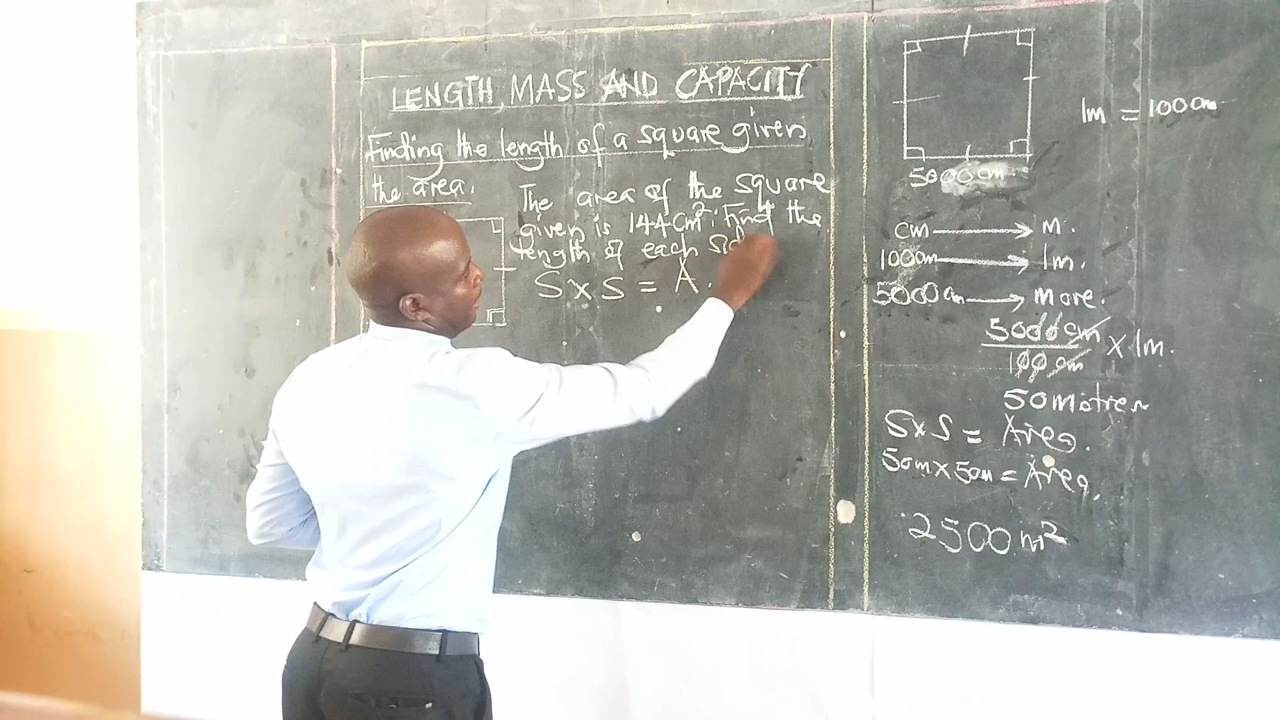 LENGTH, MASS AND CAPACITY
Finding the length of a square given
the area.
The area of the square
given is 144cm². Find the
length of each
S x S = A.
5000cm.
1m = 100cm
cm → m.
100cm → 1m.
5000cm → more.
5000cm
100cm
x 1m.
50metres
S x S = Area.
50m x 50m = Area.
2500m²